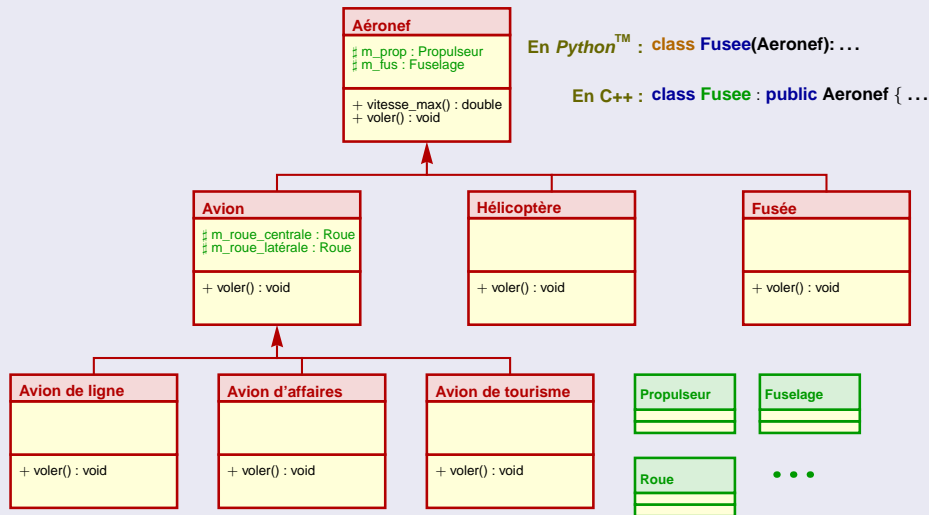 Aéronef
♯ m_prop : Propulseur
♯ m_fus : Fuselage
+ vitesse_max() : double
+ voler() : void
En Python™ : class Fusee(Aeronef): ...
En C++ : class Fusee : public Aeronef { ...
Avion
♯ m_roue_centrale : Roue
♯ m_roue_latérale : Roue
+ voler() : void
Hélicoptère
+ voler() : void
Fusée
+ voler() : void
Avion de ligne
+ voler() : void
Avion d'affaires
+ voler() : void
Avion de tourisme
+ voler() : void
Propulseur
Fuselage
Roue
• • •